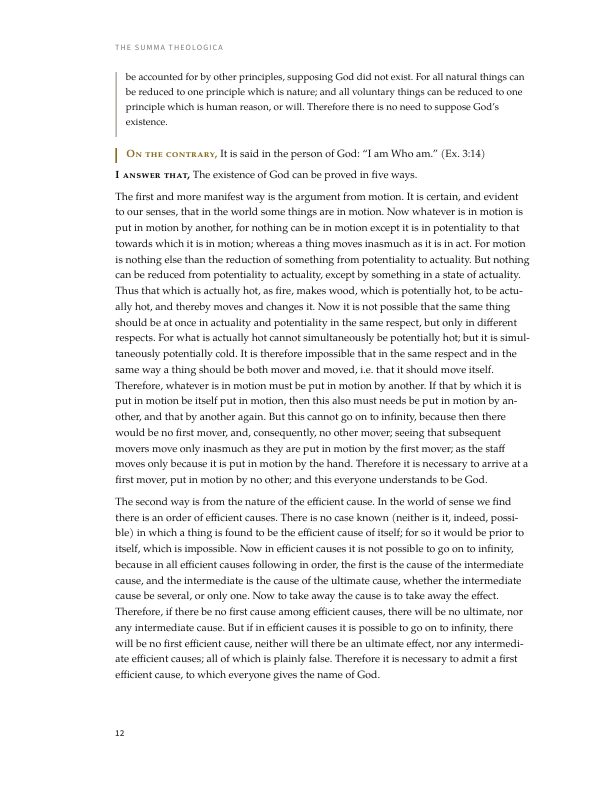 THE SUMMA THEOLOGICA
be accounted for by other principles, supposing God did not exist. For all natural things can
be reduced to one principle which is nature; and all voluntary things can be reduced to one
principle which is human reason, or will. Therefore there is no need to suppose God’s
existence.
On the contrary, It is said in the person of God: “I am Who am.” (Ex. 3:14)
I answer that, The existence of God can be proved in five ways.
The first and more manifest way is the argument from motion. It is certain, and evident
to our senses, that in the world some things are in motion. Now whatever is in motion is
put in motion by another, for nothing can be in motion except it is in potentiality to that
towards which it is in motion; whereas a thing moves inasmuch as it is in act. For motion
is nothing else than the reduction of something from potentiality to actuality. But nothing
can be reduced from potentiality to actuality, except by something in a state of actuality.
Thus that which is actually hot, as fire, makes wood, which is potentially hot, to be actu-
ally hot, and thereby moves and changes it. Now it is not possible that the same thing
should be at once in actuality and potentiality in the same respect, but only in different
respects. For what is actually hot cannot simultaneously be potentially hot; but it is simul-
taneously potentially cold. It is therefore impossible that in the same respect and in the
same way a thing should be both mover and moved, i.e. that it should move itself.
Therefore, whatever is in motion must be put in motion by another. If that by which it is
put in motion be itself put in motion, then this also must needs be put in motion by an-
other, and that by another again. But this cannot go on to infinity, because then there
would be no first mover, and, consequently, no other mover; seeing that subsequent
movers move only inasmuch as they are put in motion by the first mover; as the staff
moves only because it is put in motion by the hand. Therefore it is necessary to arrive at a
first mover, put in motion by no other; and this everyone understands to be God.
The second way is from the nature of the efficient cause. In the world of sense we find
there is an order of efficient causes. There is no case known (neither is it, indeed, possi-
ble) in which a thing is found to be the efficient cause of itself; for so it would be prior to
itself, which is impossible. Now in efficient causes it is not possible to go on to infinity,
because in all efficient causes following in order, the first is the cause of the intermediate
cause, and the intermediate is the cause of the ultimate cause, whether the intermediate
cause be several, or only one. Now to take away the cause is to take away the effect.
Therefore, if there be no first cause among efficient causes, there will be no ultimate, nor
any intermediate cause. But if in efficient causes it is possible to go on to infinity, there
will be no first efficient cause, neither will there be an ultimate effect, nor any intermedi-
ate efficient causes; all of which is plainly false. Therefore it is necessary to admit a first
efficient cause, to which everyone gives the name of God.
12